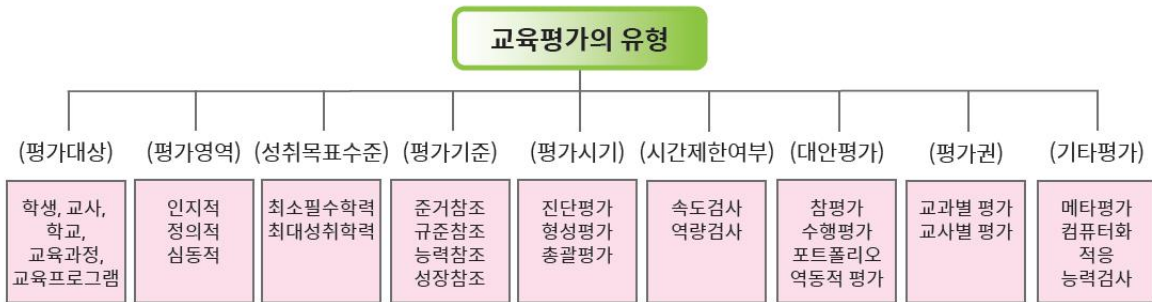 교육평가의 유형
(평가대상) (평가영역) (성취목표수준) (평가기준) (평가시기) (시간제한여부) (대안평가) (평가권) (기타평가)
학생, 교사,
학교,
교육과정,
교육프로그램
인지적
정의적
심동적
최소필수학력
최대성취학력
준거참조
규준참조
능력참조
성장참조
진단평가
형성평가
총괄평가
속도검사
역량검사
참평가
수행평가
포트폴리오
역동적 평가
교과별 평가
교사별 평가
메타평가
컴퓨터화
적응
능력검사